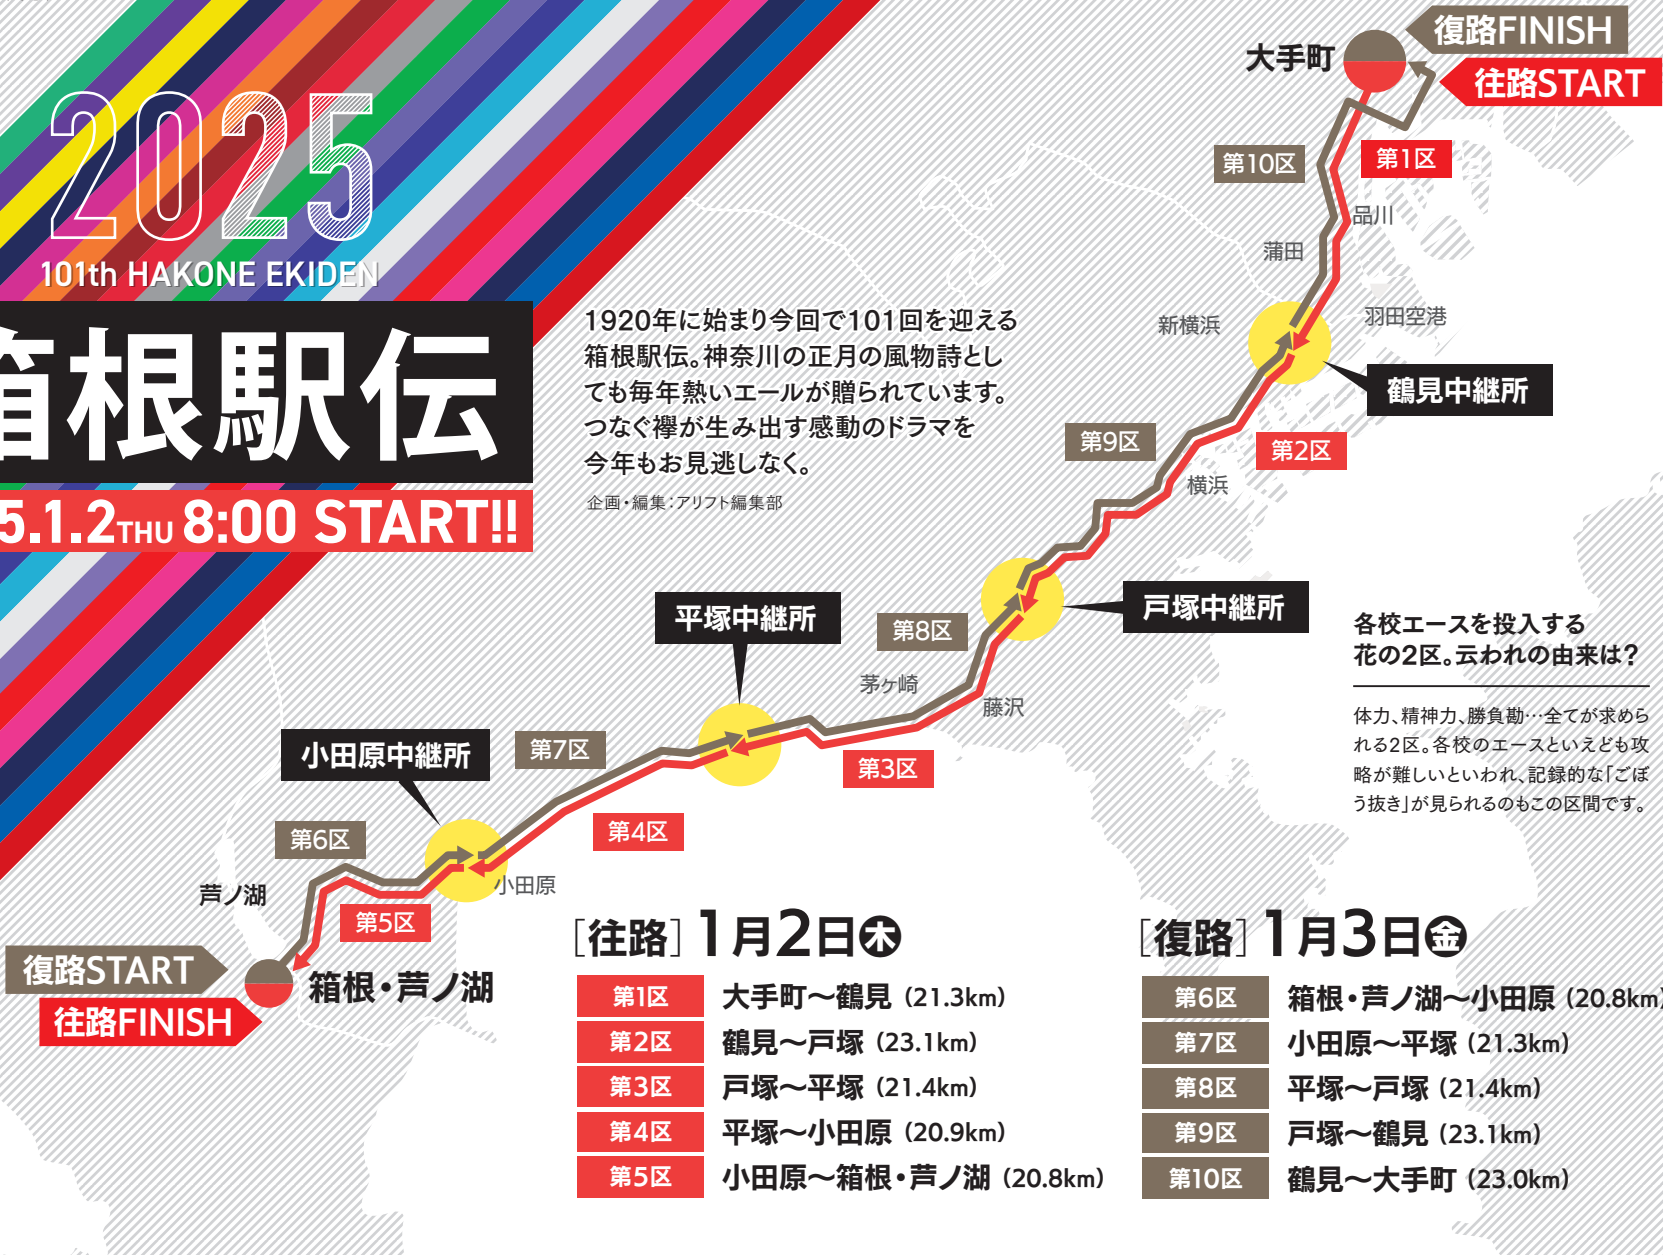 2025
101th HAKONE EKIDEN
箱根駅伝
5.1.2THU 8:00 START!!
1920年に始まり今回で101回を迎える
箱根駅伝。神奈川の正月の風物詩とし
ても毎年熱いエールが贈られています。
つなぐ襷が生み出す感動のドラマを
今年もお見逃しなく。
企画・編集:アリフト編集部
大手町
復路FINISH
往路START
第10区
第1区
品川
蒲田
新横浜
羽田空港
鶴見中継所
第9区
第2区
横浜
戸塚中継所
平塚中継所
第8区
茅ヶ崎
藤沢
小田原中継所
第7区
第3区
第6区
第4区
芦ノ湖
小田原
第5区
復路START
往路FINISH
箱根・芦ノ湖
各校エースを投入する
花の2区。云われの由来は?
体力、精神力、勝負勘…全てが求めら
れる2区。各校のエースといえども攻
略が難しいといわれ、記録的な「ごぼ
う抜き」が見られるのもこの区間です。
[往路] 1月2日木
第1区 大手町〜鶴見(21.3km)
第2区 鶴見〜戸塚(23.1km)
第3区 戸塚〜平塚(21.4km)
第4区 平塚〜小田原(20.9km)
第5区 小田原〜箱根・芦ノ湖(20.8km)
[復路] 1月3日金
第6区 箱根・芦ノ湖〜小田原(20.8km)
第7区 小田原〜平塚(21.3km)
第8区 平塚〜戸塚(21.4km)
第9区 戸塚〜鶴見(23.1km)
第10区 鶴見〜大手町(23.0km)